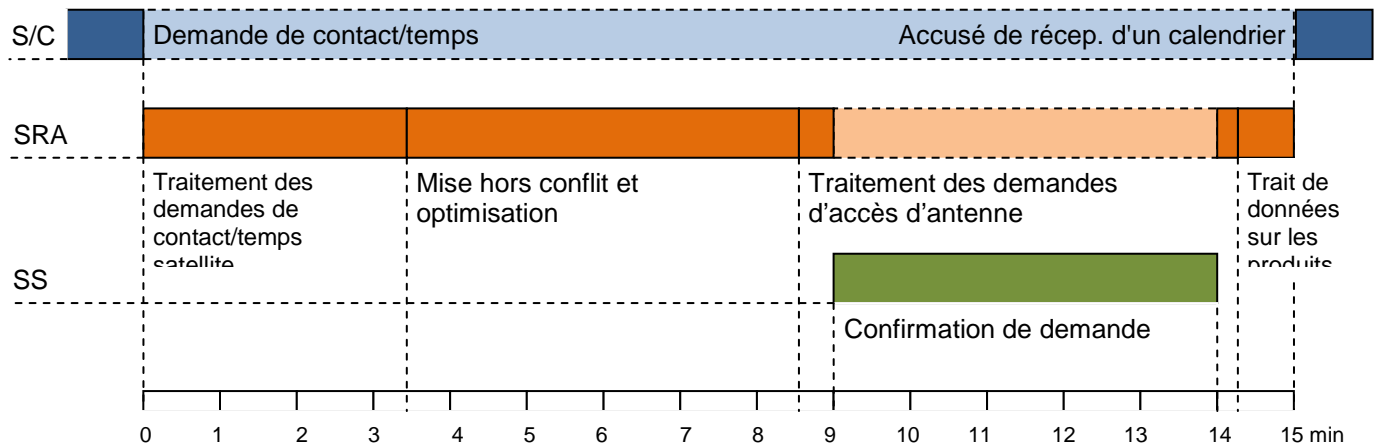 S/C
Demande de contact/temps
Accusé de récep. d'un calendrier
SRA
Traitement des
demandes de
contact/temps
satellite
Mise hors conflit et
optimisation
Traitement des demandes
d’accès d’antenne
Trait de
données
sur les
produits
SS
Confirmation de demande
0 1 2 3 4 5 6 7 8 9 10 11 12 13 14 15 min